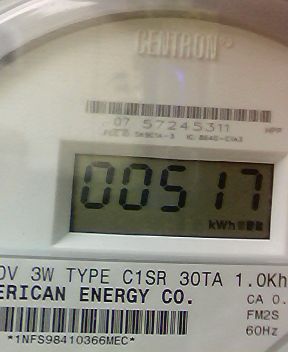 CENTRON®
07 57245311
HPP
00517
kWh
0V 3W TYPE C1SR 30TA 1.0Kh
ERICAN ENERGY CO.
CA 0.
FM2S
60Hz
*1NFS98410366MEC*